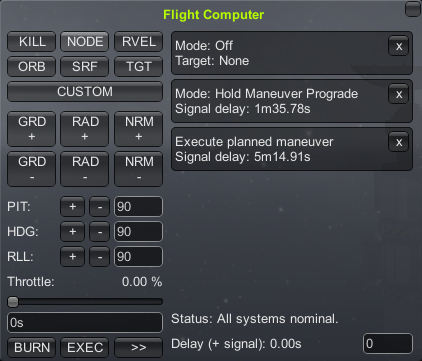 Flight Computer
KILL NODE RVEL
ORB SRF TGT
CUSTOM
GRD + RAD + NRM +
GRD - RAD - NRM -
PIT: + - 90
HDG: + - 90
RLL: + - 90
Throttle: 0.00 %
0s
BURN EXEC >>
Mode: Off x
Target: None
Mode: Hold Maneuver Prograde x
Signal delay: 1m35.78s
Execute planned maneuver x
Signal delay: 5m14.91s
Status: All systems nominal.
Delay (+ signal): 0.00s 0